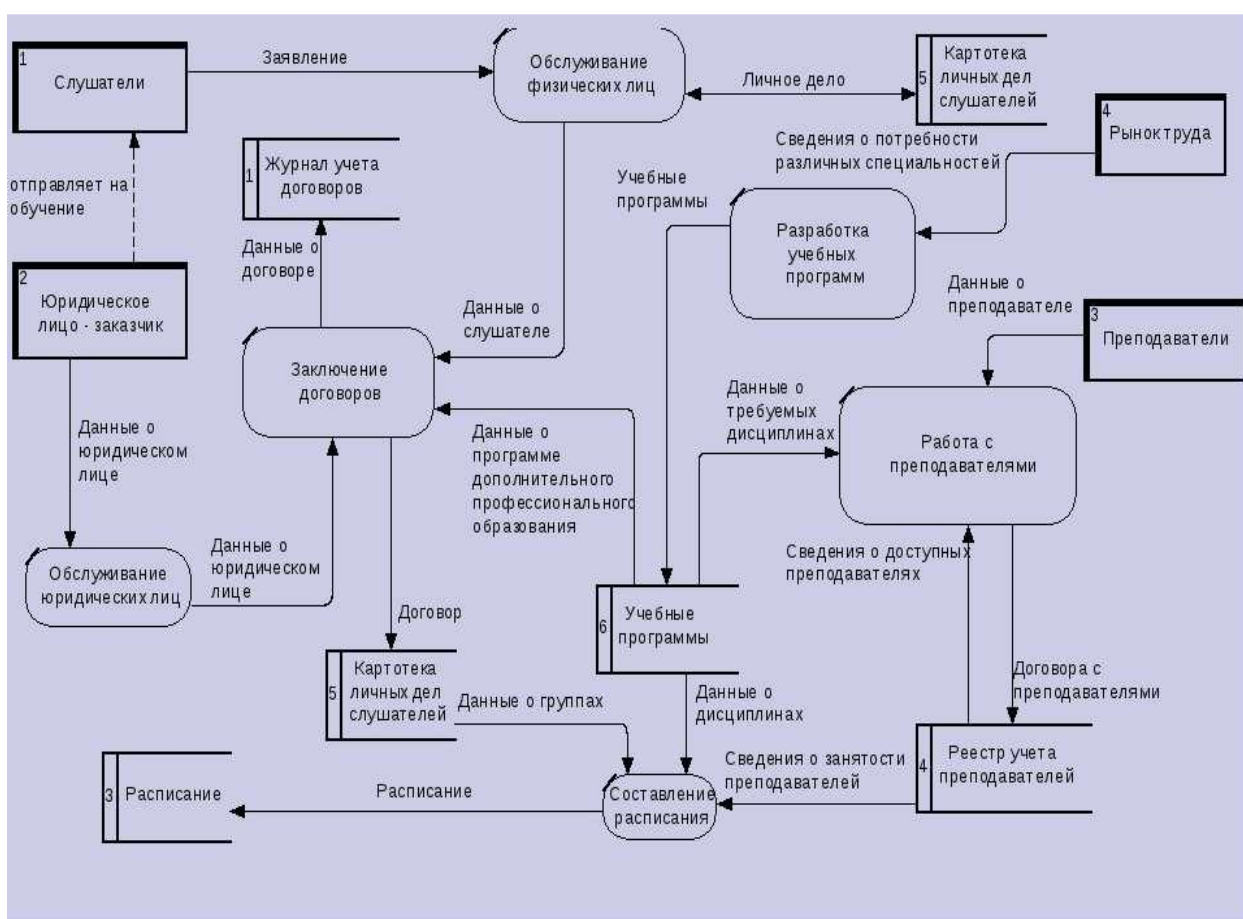 1
Слушатели
Заявление
Обслуживание
физических лиц
Личное дело
5
Картотека
личных дел
слушателей
4
Рынок труда
Сведения о потребности
различных специальностей
отправляет на
обучение
1
Журнал учета
договоров
Учебные
программы
Разработка
учебных
программ
Данные о
договоре
2
Юридическое
лицо - заказчик
Данные о
слушателе
Данные о
преподавателе
3
Преподаватели
Заключение
договоров
Данные о
требуемых
дисциплинах
Работа с
преподавателями
Данные о
юридическом
лице
Данные о
программе
дополнительного
профессионального
образования
Обслуживание
юридических лиц
Данные о
юридическом
лице
Сведения о доступных
преподавателях
Договор
6
Учебные
программы
5
Картотека
личных дел
слушателей
Данные о группах
Данные о
дисциплинах
Договора с
преподавателями
3
Расписание
Расписание
Составление
расписания
Сведения о занятости
преподавателей
4
Реестр учета
преподавателей